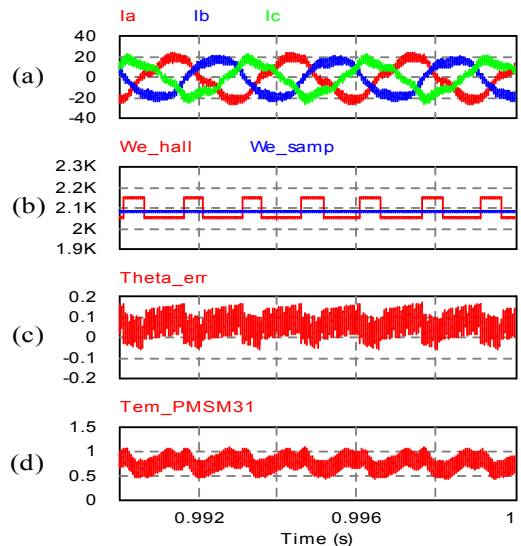 Ia Ib Ic
40
20
(a) 0
-20
-40
We_hall We_samp
2.3K
2.2K
(b) 2.1K
2K
1.9K
Theta_err
0.2
0.1
(c) 0
-0.1
-0.2
Tem_PMSM31
1.5
1
(d) 0.5
0
0.992 0.996 1
Time (s)